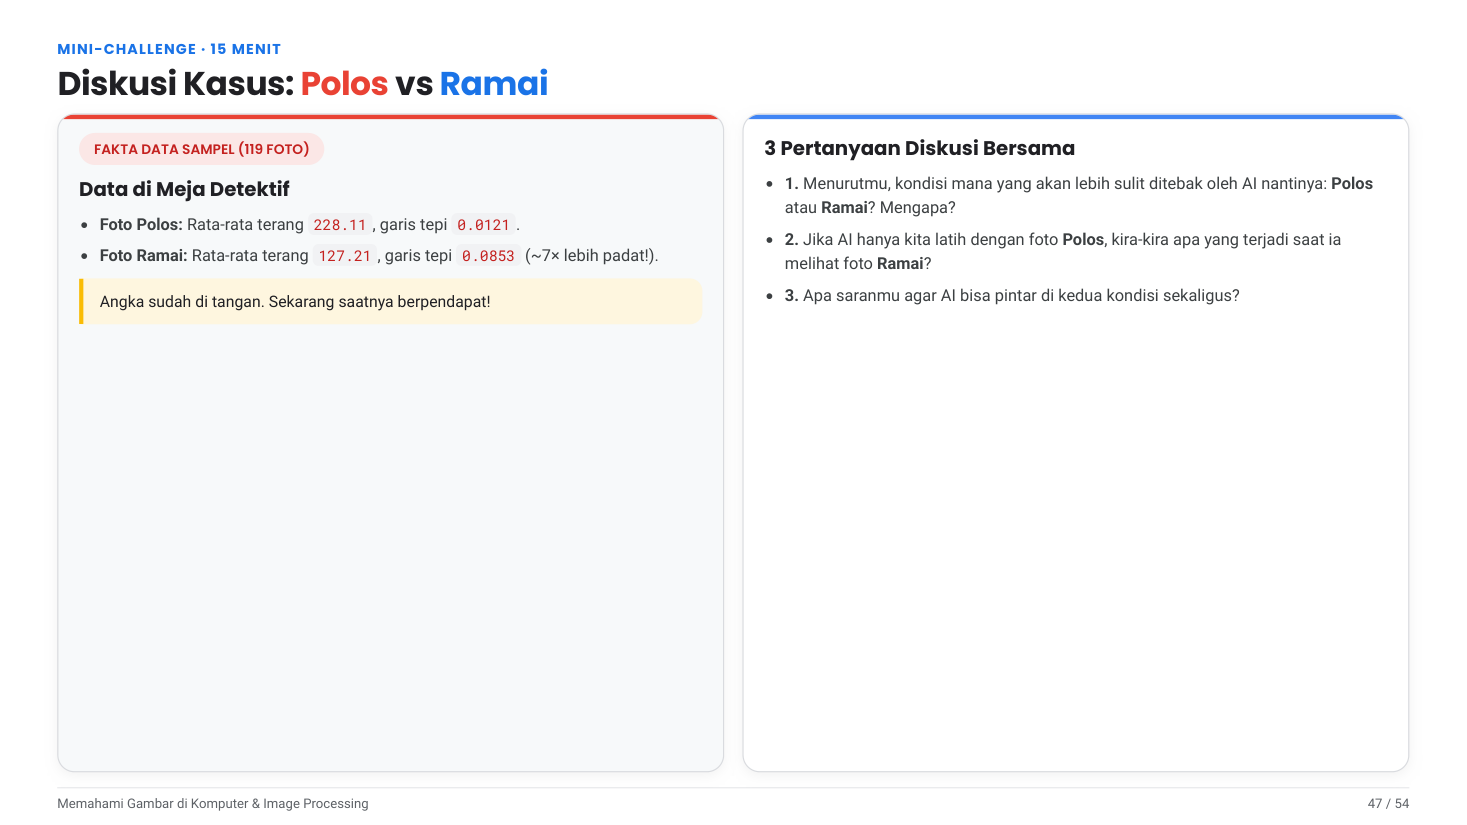 MINI-CHALLENGE · 15 MENIT
Diskusi Kasus: Polos vs Ramai
FAKTA DATA SAMPEL (119 FOTO)
Data di Meja Detektif
• Foto Polos: Rata-rata terang 228.11, garis tepi 0.0121.
• Foto Ramai: Rata-rata terang 127.21, garis tepi 0.0853 (~7× lebih padat!).
Angka sudah di tangan. Sekarang saatnya berpendapat!
3 Pertanyaan Diskusi Bersama
• 1. Menurutmu, kondisi mana yang akan lebih sulit ditebak oleh AI nantinya: Polos
atau Ramai? Mengapa?
• 2. Jika AI hanya kita latih dengan foto Polos, kira-kira apa yang terjadi saat ia
melihat foto Ramai?
• 3. Apa saranmu agar AI bisa pintar di kedua kondisi sekaligus?
Memahami Gambar di Komputer & Image Processing
47 / 54